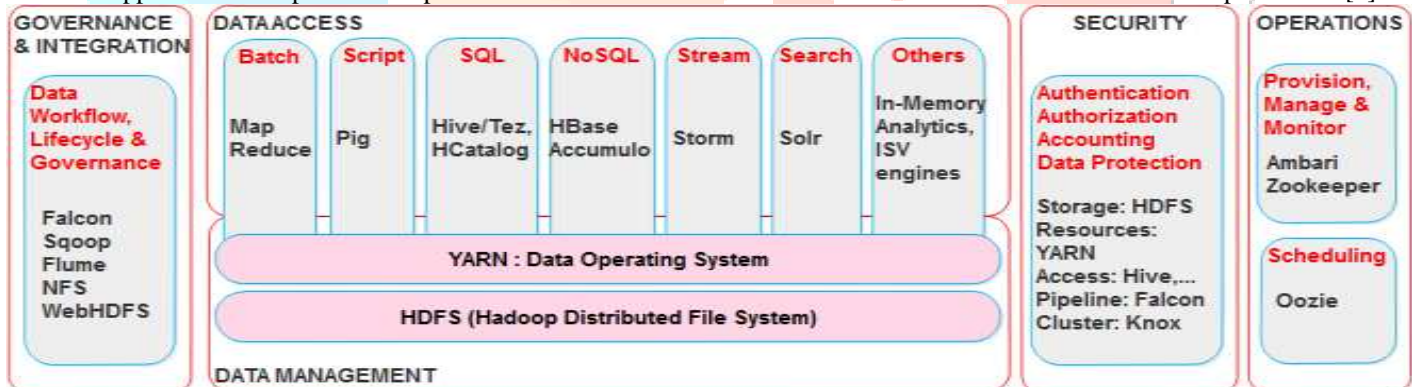 GOVERNANCE
& INTEGRATION
Data
Workflow,
Lifecycle &
Governance
Falcon
Sqoop
Flume
NFS
WebHDFS
DATA ACCESS
Batch
Map
Reduce
Script
Pig
SQL
Hive/Tez,
HCatalog
NoSQL
HBase
Accumulo
Stream
Storm
Search
Solr
Others
In-Memory
Analytics,
ISV
engines
YARN : Data Operating System
HDFS (Hadoop Distributed File System)
DATA MANAGEMENT
SECURITY
Authentication
Authorization
Accounting
Data Protection
Storage: HDFS
Resources:
YARN
Access: Hive,...
Pipeline: Falcon
Cluster: Knox
OPERATIONS
Provision,
Manage &
Monitor
Ambari
Zookeeper
Scheduling
Oozie